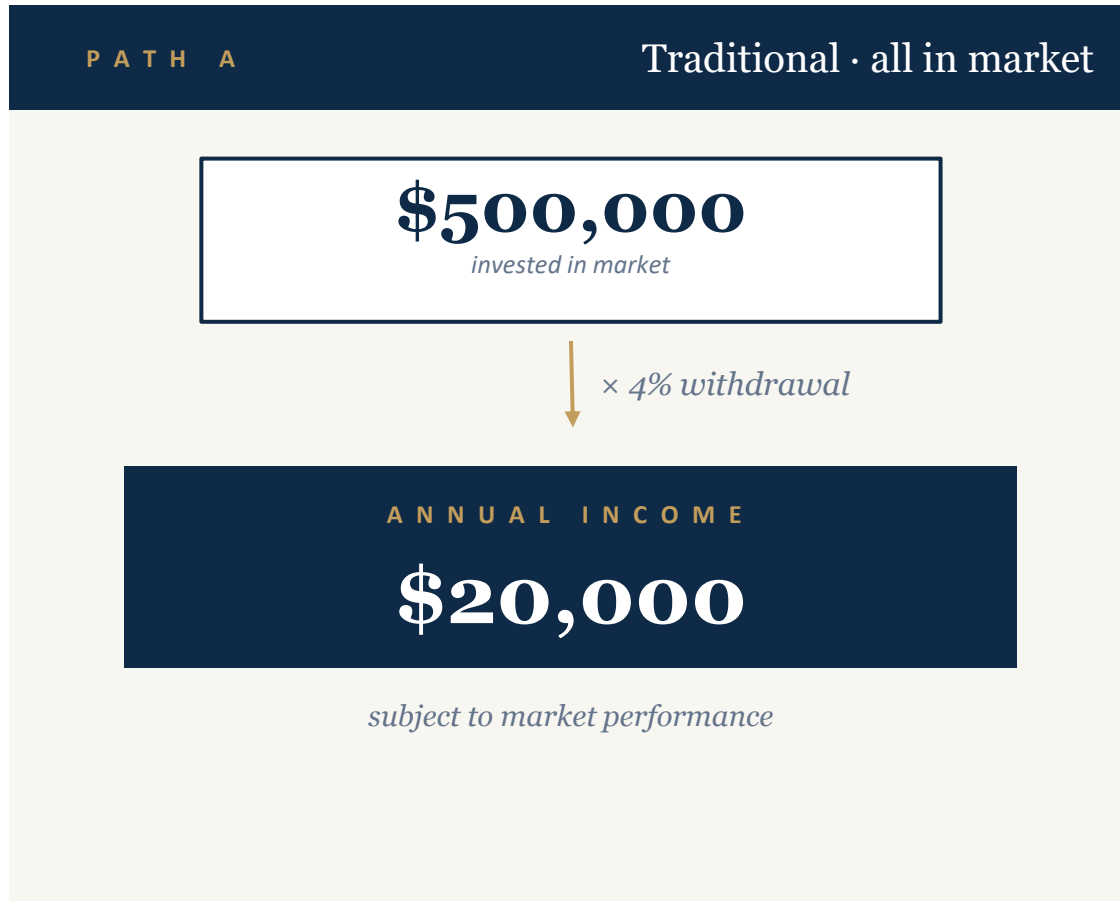 PATH A
Traditional · all in market
$500,000
invested in market
× 4% withdrawal
ANNUAL INCOME
$20,000
subject to market performance